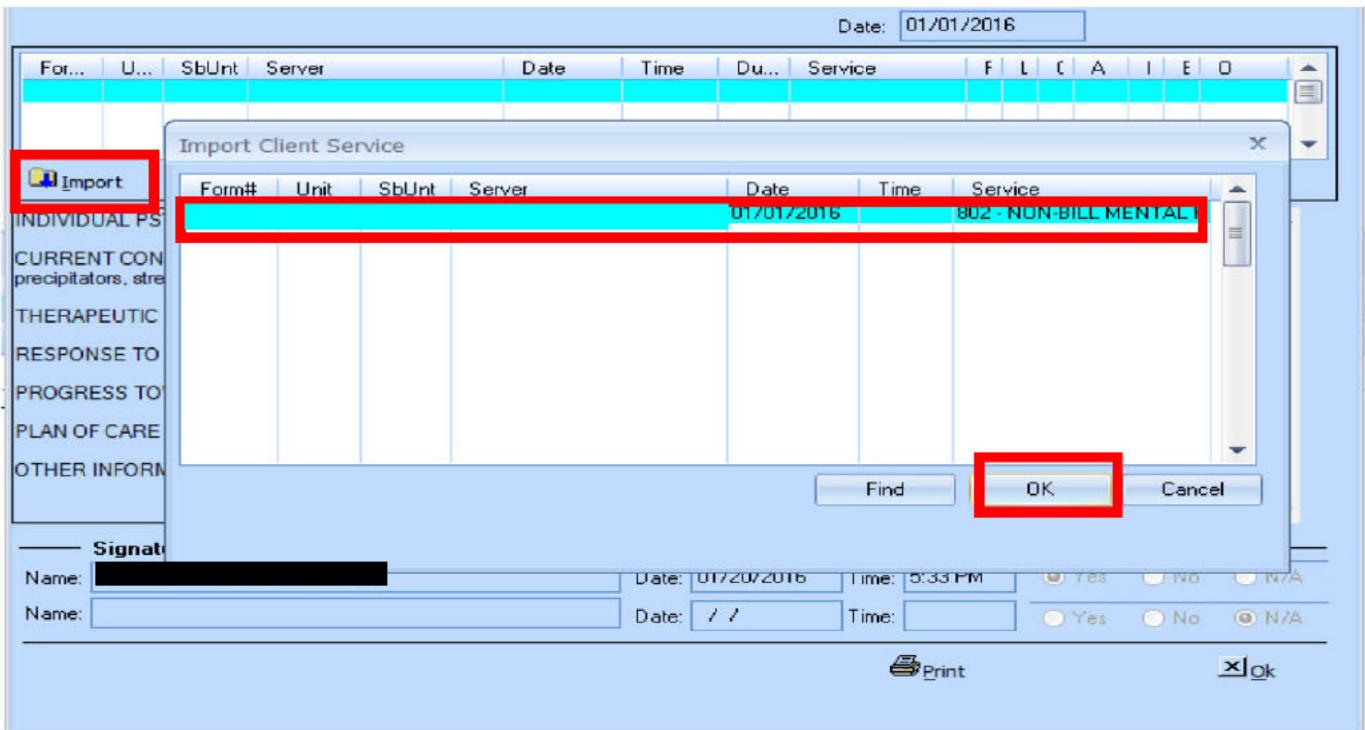 Date: 01/01/2016
For... U... SbUnt Server Date Time Du... Service F L C A I E O
Import Client Service
Import
Form# Unit SbUnt Server Date Time Service
01/01/2016 802 - NON-BILL MENTAL H
INDIVIDUAL PS
CURRENT CON
precipitators, stre
THERAPEUTIC
RESPONSE TO
PROGRESS TO
PLAN OF CARE
OTHER INFORM
Find OK Cancel
Signat
Name: Date: 01/20/2016 Time: 5:33 PM Yes No N/A
Name: Date: / / Time: Yes No N/A
Print Ok